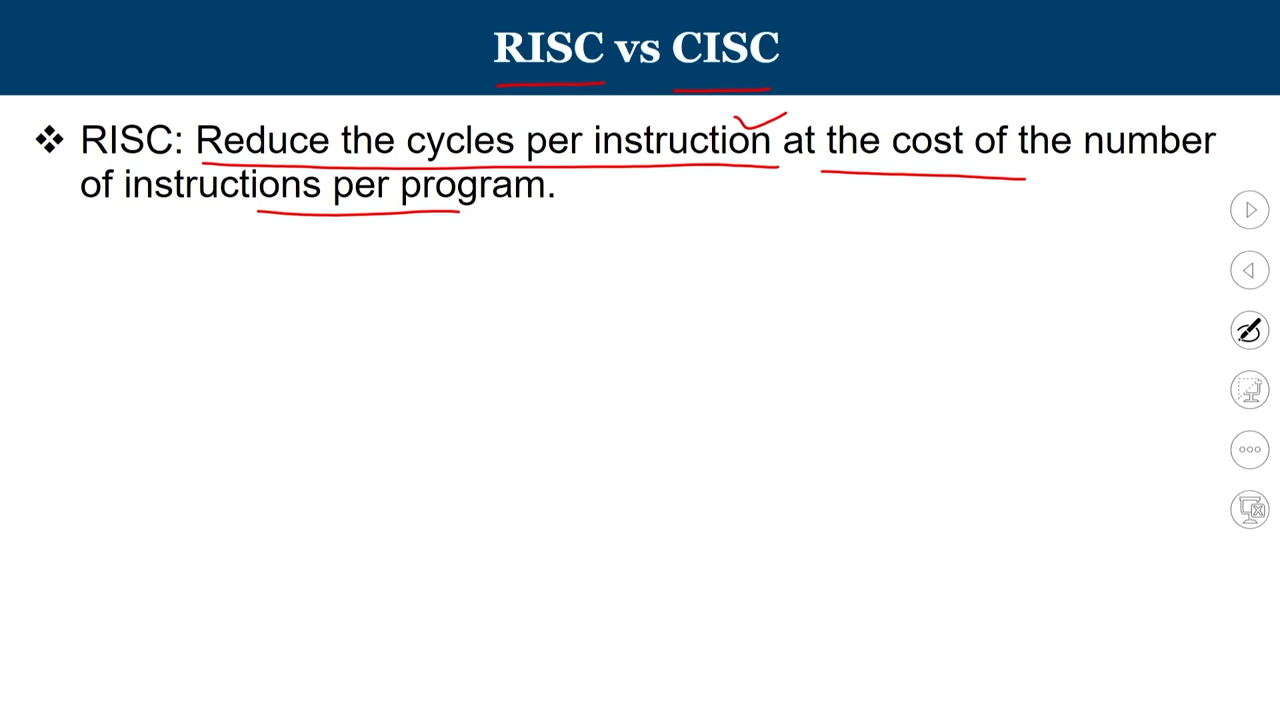 RISC vs CISC
❖ RISC: Reduce the cycles per instruction at the cost of the number
of instructions per program.